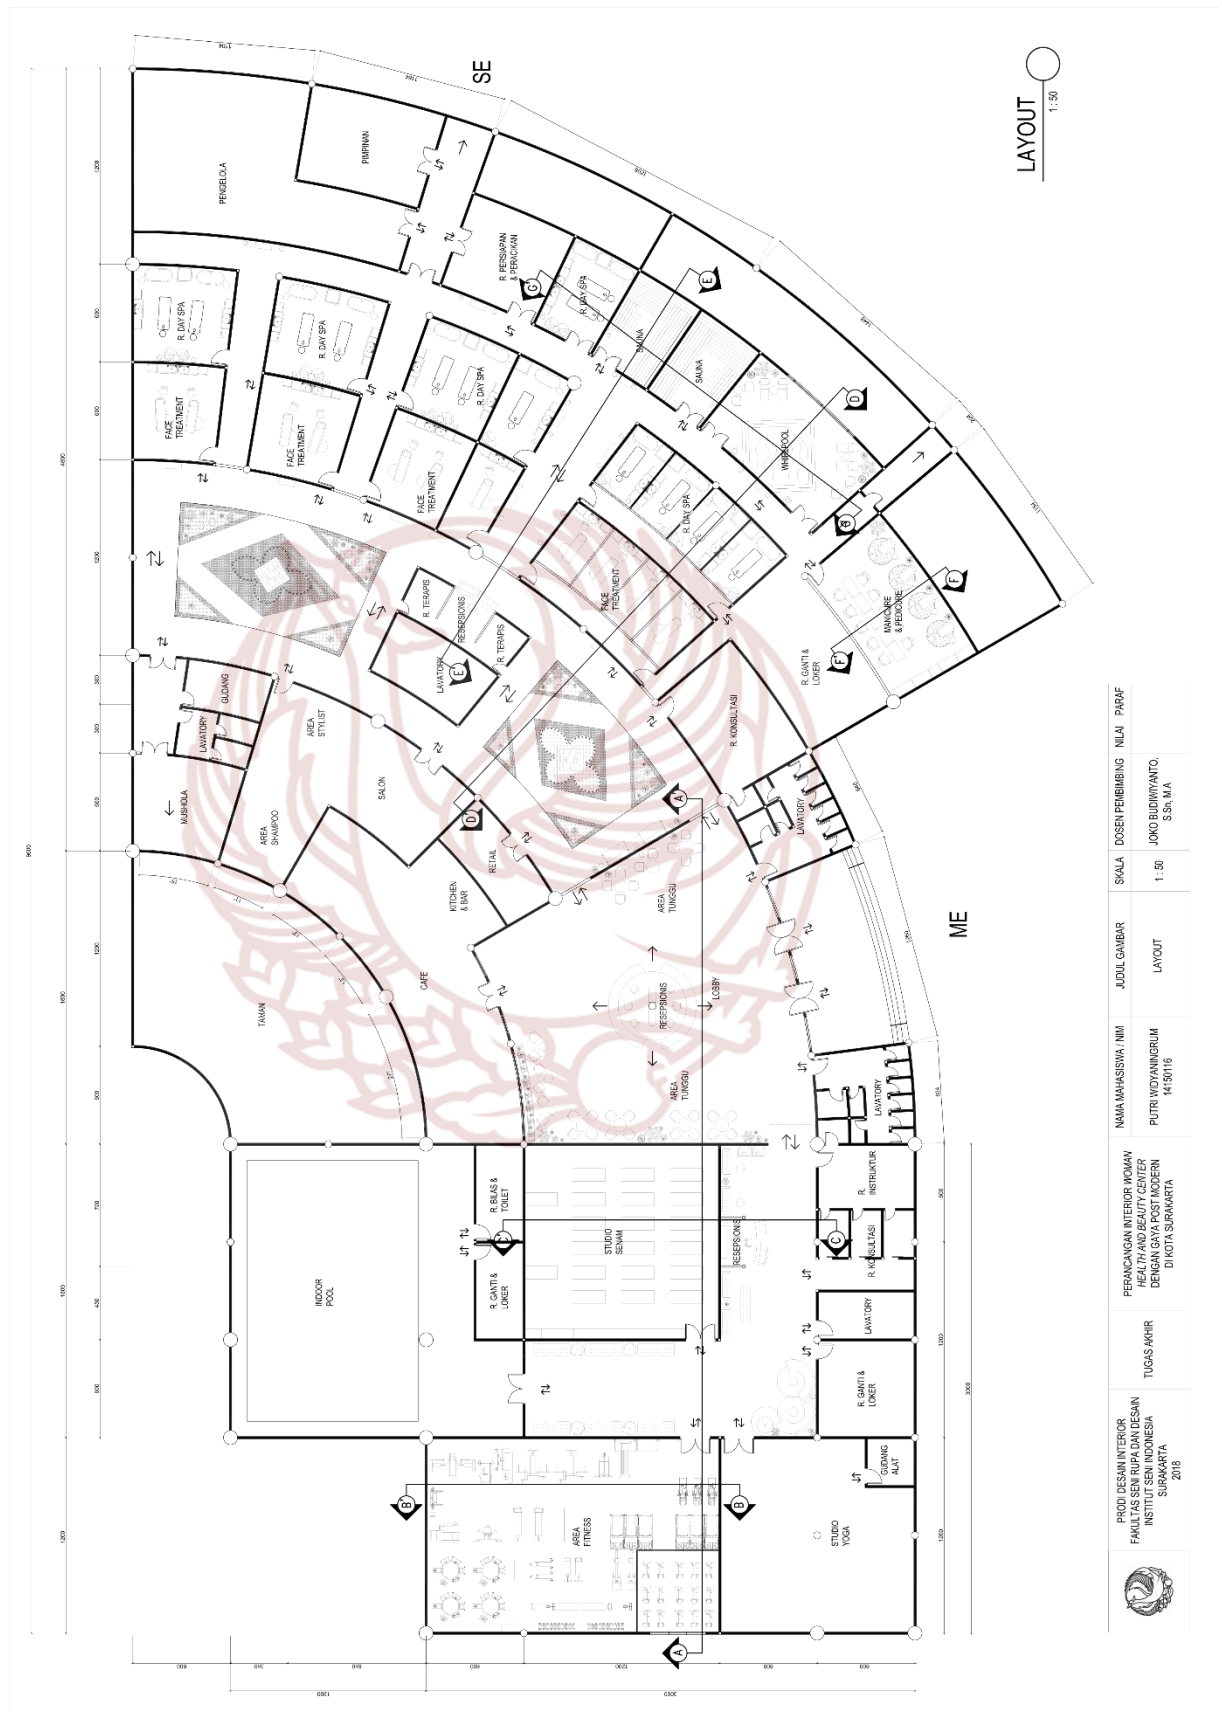 LAYOUT
1 : 50
SE
ME
PENGELOLA
PIMPINAN
R. PERSIAPAN
& PERACIKAN
R. DAY SPA
R. DAY SPA
R. DAY SPA
R. DAY SPA
R. DAY SPA
FACE
TREATMENT
FACE
TREATMENT
FACE
TREATMENT
FACE
TREATMENT
SAUNA
SAUNA
WHIRLPOOL
MANICURE
& PEDICURE
R. GANTI &
LOKER
R. KONSULTASI
R. TERAPIS
RESEPSIONIS
R. TERAPIS
LAVATORY
GUDANG
LAVATORY
MUSHOLA
AREA
STYLIST
SALON
AREA
SHAMPOO
RETAIL
KITCHEN
& BAR
CAFE
TAMAN
AREA
TUNGGU
RESEPSIONIS
LOBBY
AREA
TUNGGU
LAVATORY
LAVATORY
INDOOR
POOL
R. BILAS &
TOILET
R. GANTI &
LOKER
STUDIO
SENAM
RESEPSIONIS
R.
INSTRUKTUR
R. KONSULTASI
LAVATORY
R. GANTI &
LOKER
GUDANG
ALAT
AREA
FITNESS
STUDIO
YOGA
A
A'
B
B'
C
C'
D
D'
E
E'
F
F'
G'
PRODI DESAIN INTERIOR
FAKULTAS SENI RUPA DAN DESAIN
INSTITUT SENI INDONESIA
SURAKARTA
2018
TUGAS AKHIR
PERANCANGAN INTERIOR WOMAN
HEALTH AND BEAUTY CENTER
DENGAN GAYA POST MODERN
DI KOTA SURAKARTA
NAMA MAHASISWA / NIM
PUTRI WIDYANINGRUM
14150116
JUDUL GAMBAR
LAYOUT
SKALA
1 : 50
DOSEN PEMBIMBING
JOKO BUDIWIYANTO,
S.Sn, M.A
NILAI
PARAF